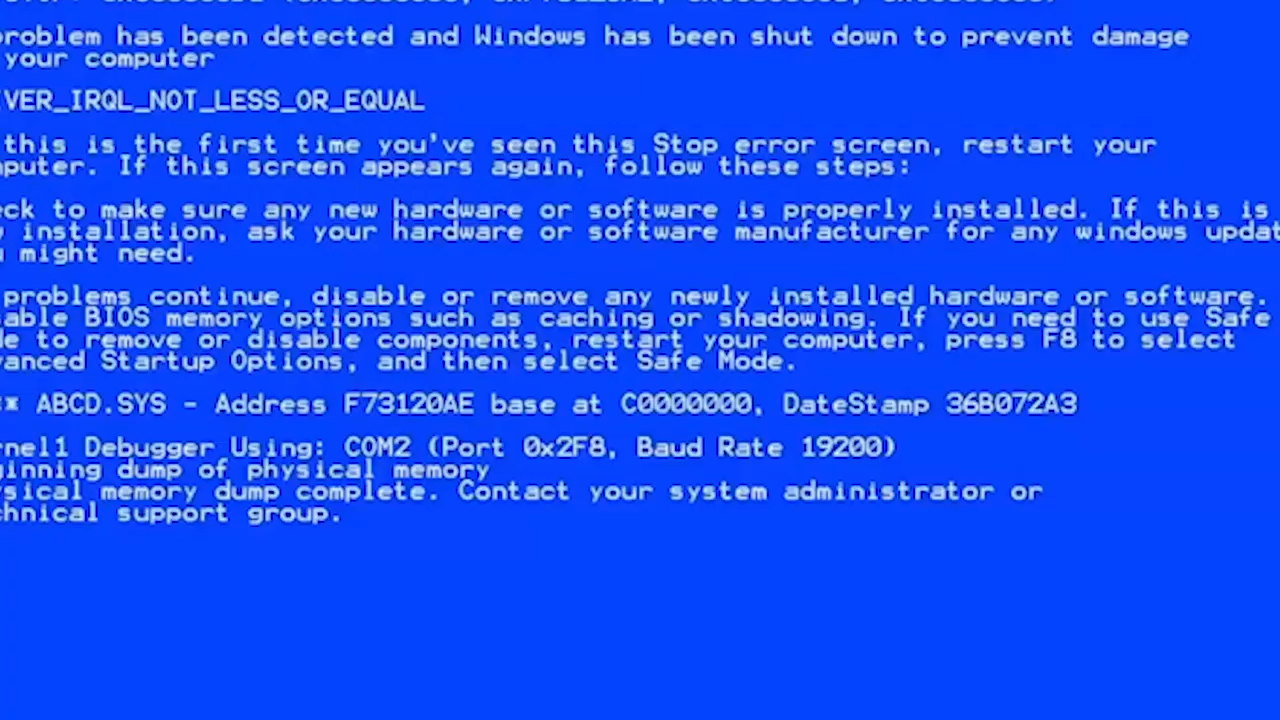 problem has been detected and Windows has been shut down to prevent damage
your computer
VER_IRQL_NOT_LESS_OR_EQUAL
this is the first time you've seen this Stop error screen, restart your
puter. If this screen appears again, follow these steps:
eck to make sure any new hardware or software is properly installed. If this is
installation, ask your hardware or software manufacturer for any windows updat
might need.
problems continue, disable or remove any newly installed hardware or software.
able BIOS memory options such as caching or shadowing. If you need to use Safe
de to remove or disable components, restart your computer, press F8 to select
vanced Startup Options, and then select Safe Mode.
* ABCD.SYS - Address F73120AE base at C0000000, DateStamp 36B072A3
rnel1 Debugger Using: COM2 (Port 0x2F8, Baud Rate 19200)
ginning dump of physical memory
ysical memory dump complete. Contact your system administrator or
chnical support group.